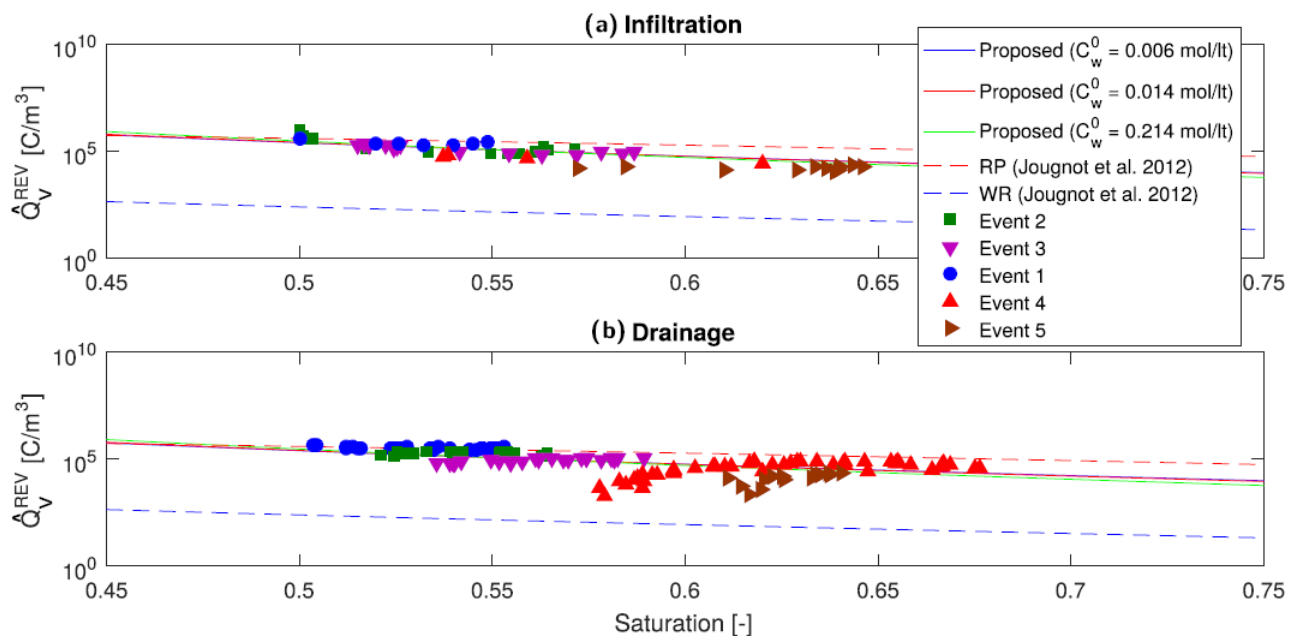 (a) Infiltration
10^10
10^5
10^0
Q̂_V^REV [C/m^3]
0.45 0.5 0.55 0.6 0.65 0.75
Proposed (C_w^0 = 0.006 mol/lt)
Proposed (C_w^0 = 0.014 mol/lt)
Proposed (C_w^0 = 0.214 mol/lt)
RP (Jougnot et al. 2012)
WR (Jougnot et al. 2012)
Event 2
Event 3
Event 1
Event 4
Event 5
(b) Drainage
10^10
10^5
10^0
Q̂_V^REV [C/m^3]
0.45 0.5 0.55 0.6 0.65 0.7 0.75
Saturation [-]